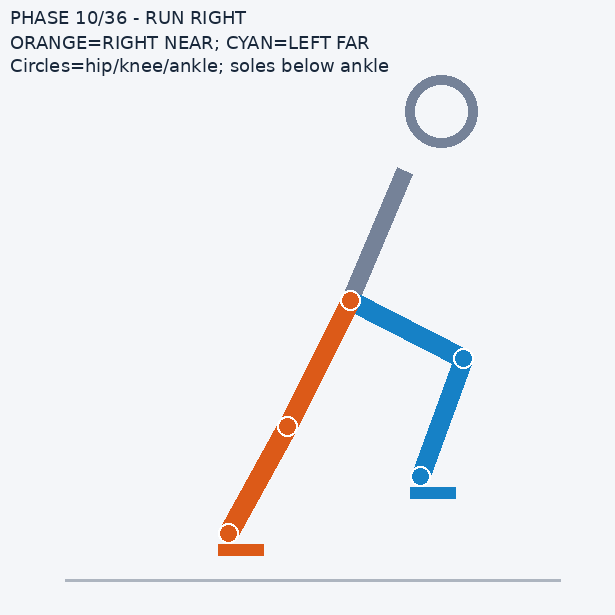 PHASE 10/36 - RUN RIGHT
ORANGE=RIGHT NEAR; CYAN=LEFT FAR
Circles=hip/knee/ankle; soles below ankle